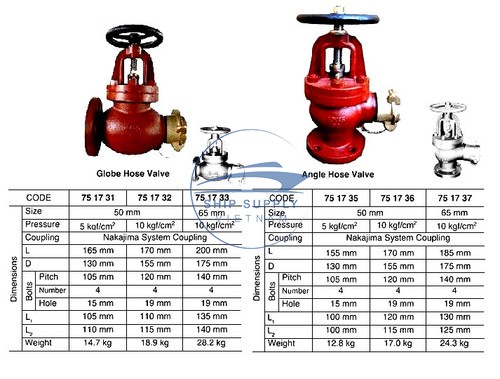 Globe Hose Valve
Angle Hose Valve
SHIP SUPPLY
CODE 75 17 31 75 17 32 75 17 33
Size 50 mm 65 mm
Pressure 5 kgf/cm² 10 kgf/cm² 10 kgf/cm²
Coupling Nakajima System Coupling
Dimensions
L 165 mm 170 mm 200 mm
D 130 mm 155 mm 175 mm
Bolts
Pitch 105 mm 120 mm 140 mm
Number 4 4 4
Hole 15 mm 19 mm 19 mm
L₁ 105 mm 110 mm 135 mm
L₂ 110 mm 115 mm 140 mm
Weight 14.7 kg 18.9 kg 28.2 kg
CODE 75 17 35 75 17 36 75 17 37
Size 50 mm 65 mm
Pressure 5 kgf/cm² 10 kgf/cm² 10 kgf/cm²
Coupling Nakajima System Coupling
Dimensions
L 155 mm 170 mm 185 mm
D 130 mm 155 mm 175 mm
Bolts
Pitch 105 mm 120 mm 140 mm
Number 4 4 4
Hole 15 mm 19 mm 19 mm
L₁ 100 mm 120 mm 130 mm
L₂ 100 mm 115 mm 125 mm
Weight 12.8 kg 17.0 kg 24.3 kg